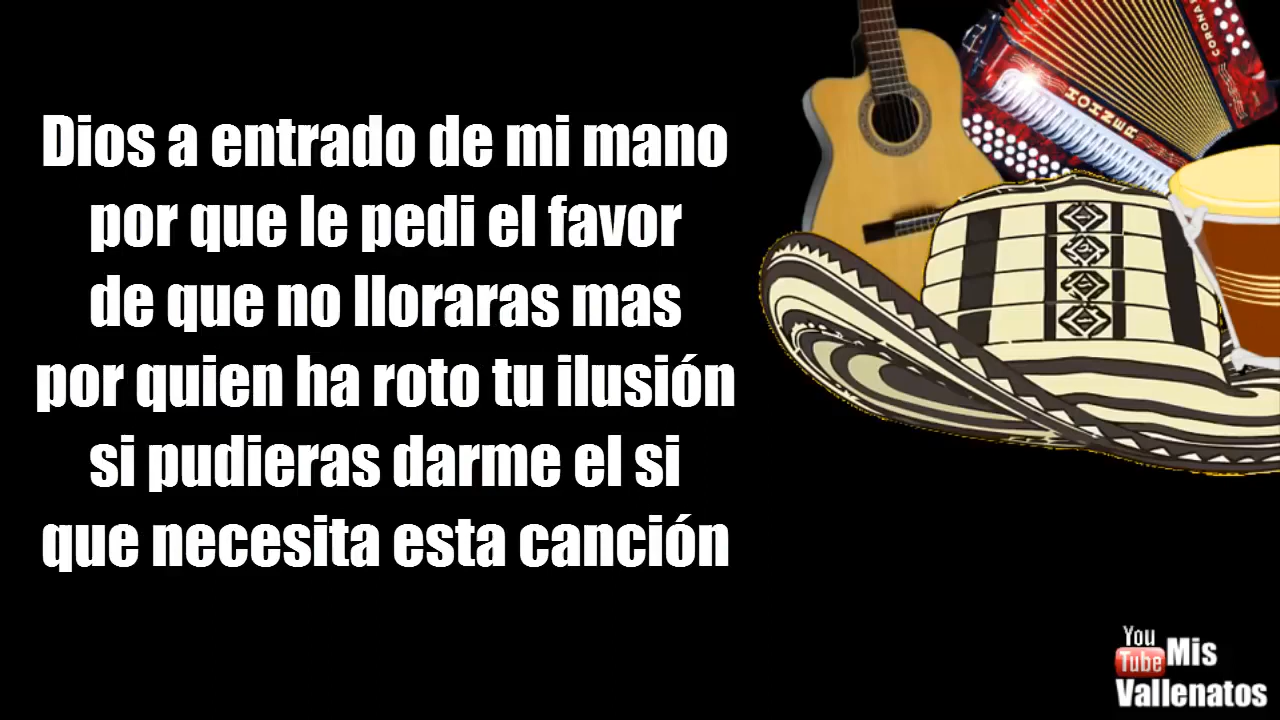 Dios a entrado de mi mano
por que le pedi el favor
de que no lloraras mas
por quien ha roto tu ilusión
si pudieras darme el si
que necesita esta canción
HOHNER
CORONA
You
Tube Mis
Vallenatos